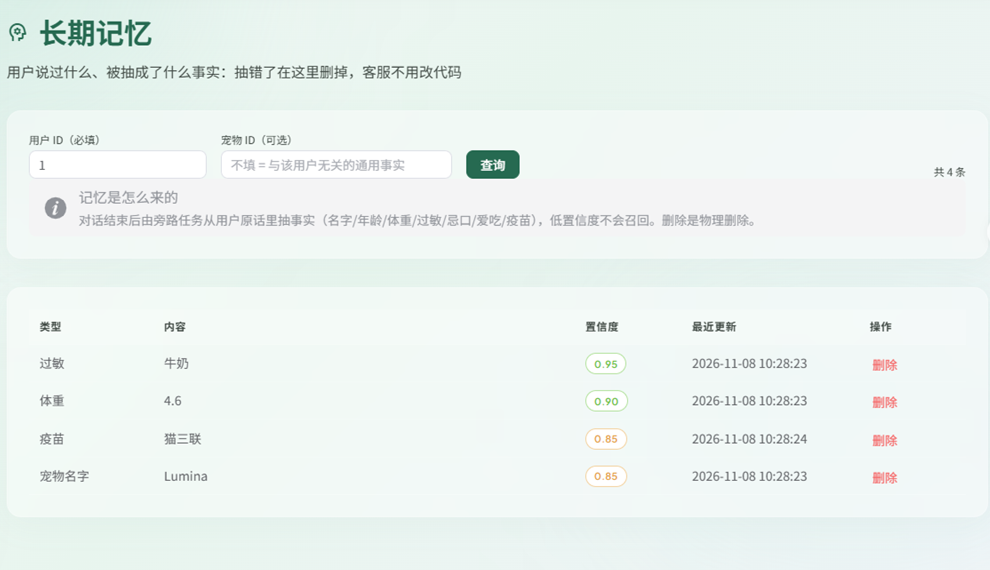 长期记忆
用户说过什么、被抽成了什么事实：抽错了在这里删掉，客服不用改代码
用户 ID（必填） 宠物 ID（可选）
1 不填 = 与该用户无关的通用事实 查询 共 4 条
记忆是怎么来的
对话结束后由旁路任务从用户原话里抽事实（名字/年龄/体重/过敏/忌口/爱吃/疫苗），低置信度不会召回。删除是物理删除。
类型 内容 置信度 最近更新 操作
过敏 牛奶 0.95 2026-11-08 10:28:23 删除
体重 4.6 0.90 2026-11-08 10:28:23 删除
疫苗 猫三联 0.85 2026-11-08 10:28:24 删除
宠物名字 Lumina 0.85 2026-11-08 10:28:23 删除